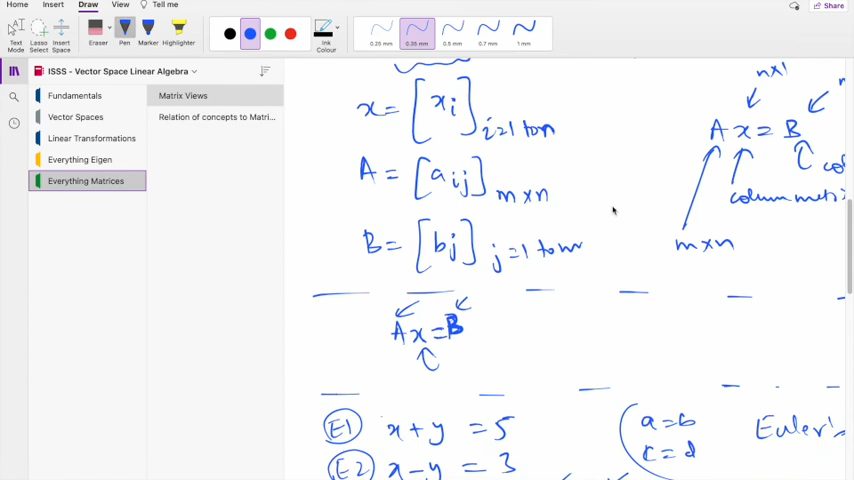 Home Insert Draw View Tell me Share
Text Mode
Lasso Select
Insert Space
Eraser
Pen
Marker
Highlighter
Ink Colour
0.25 mm 0.35 mm 0.5 mm 0.7 mm 1 mm
ISSS - Vector Space Linear Algebra
Fundamentals
Vector Spaces
Linear Transformations
Everything Eigen
Everything Matrices
Matrix Views
Relation of concepts to Matri...
x = [xi] i=1 to n
A = [aij] m×n
B = [bj] j=1 to m
n×1
Ax = B
column
m×n
Ax = B
E1 x+y = 5
E2 x-y = 3
a=b
c=d
Euler's